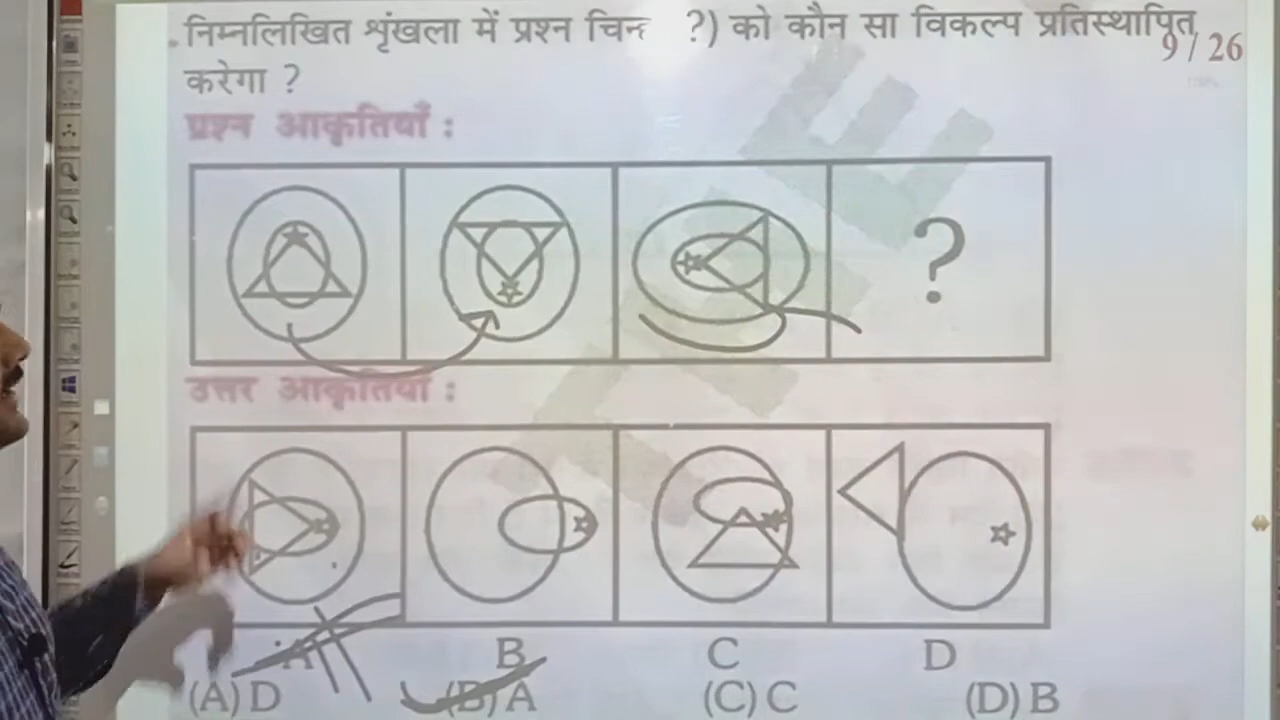 निम्नलिखित शृंखला में प्रश्न ?) को कौन सा विकल्प प्रतिस्थापित
9/26
करेगा ?
प्रश्न आकृतियाँ :
?
उत्तर आकृतियाँ :
A B C D
(A) D (B) A (C) C (D) B